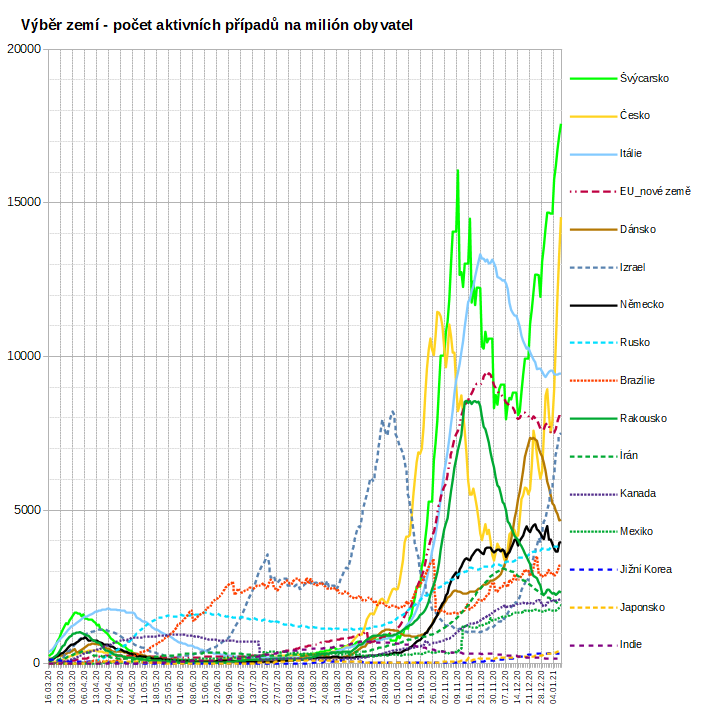 Výběr zemí - počet aktivních případů na milión obyvatel
20000
15000
10000
5000
0
Švýcarsko
Česko
Itálie
EU_nové země
Dánsko
Izrael
Německo
Rusko
Brazílie
Rakousko
Irán
Kanada
Mexiko
Jižni Korea
Japonsko
Indie
16.03.20
23.03.20
30.03.20
06.04.20
13.04.20
20.04.20
27.04.20
04.05.20
11.05.20
18.05.20
25.05.20
01.06.20
08.06.20
15.06.20
22.06.20
29.06.20
06.07.20
13.07.20
20.07.20
27.07.20
03.08.20
10.08.20
17.08.20
24.08.20
31.08.20
07.09.20
14.09.20
21.09.20
28.09.20
05.10.20
12.10.20
19.10.20
26.10.20
02.11.20
09.11.20
16.11.20
23.11.20
30.11.20
07.12.20
14.12.20
21.12.20
28.12.20
04.01.21